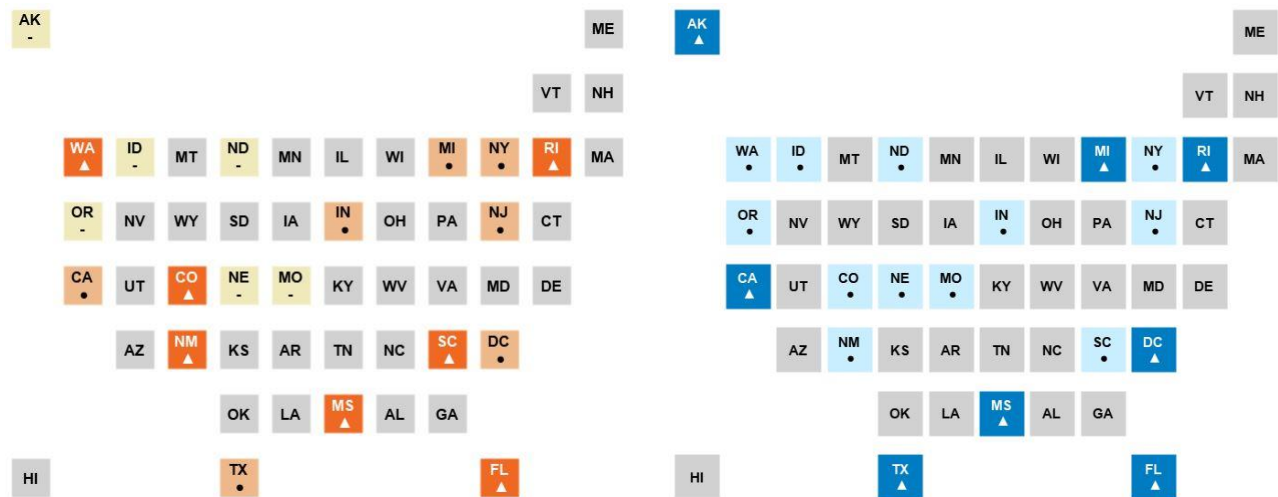 AK ME
-
VT NH
WA ID MT ND MN IL WI MI NY RI MA
▲ - - ● ● ▲
OR NV WY SD IA IN OH PA NJ CT
- ● ●
CA UT CO NE MO KY WV VA MD DE
● ▲ - -
AZ NM KS AR TN NC SC DC
▲ ▲ ●
OK LA MS AL GA
▲
HI TX FL
● ▲
AK ME
▲
VT NH
WA ID MT ND MN IL WI MI NY RI MA
● ● ● ▲ ● ▲
OR NV WY SD IA IN OH PA NJ CT
● ● ●
CA UT CO NE MO KY WV VA MD DE
▲ ● ● ●
AZ NM KS AR TN NC SC DC
● ● ▲
OK LA MS AL GA
▲
HI TX FL
▲ ▲